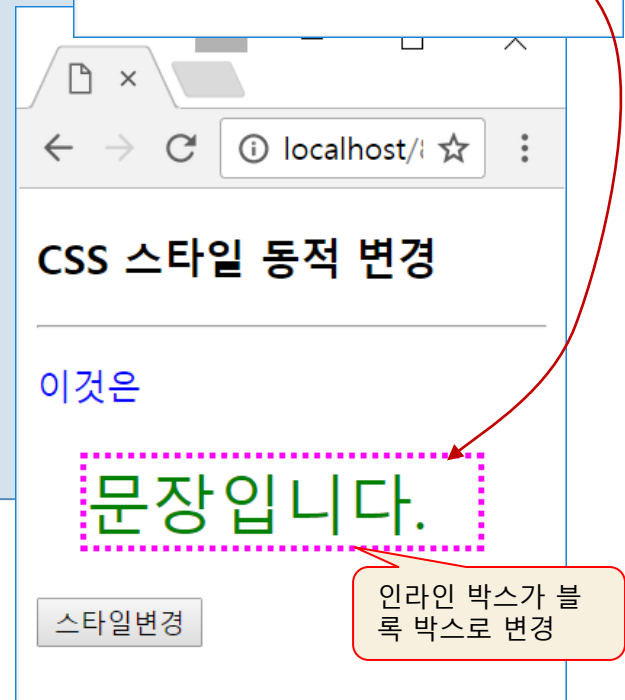 localhost/
CSS 스타일 동적 변경
이것은
문장입니다.
인라인 박스가 블
록 박스로 변경
스타일변경